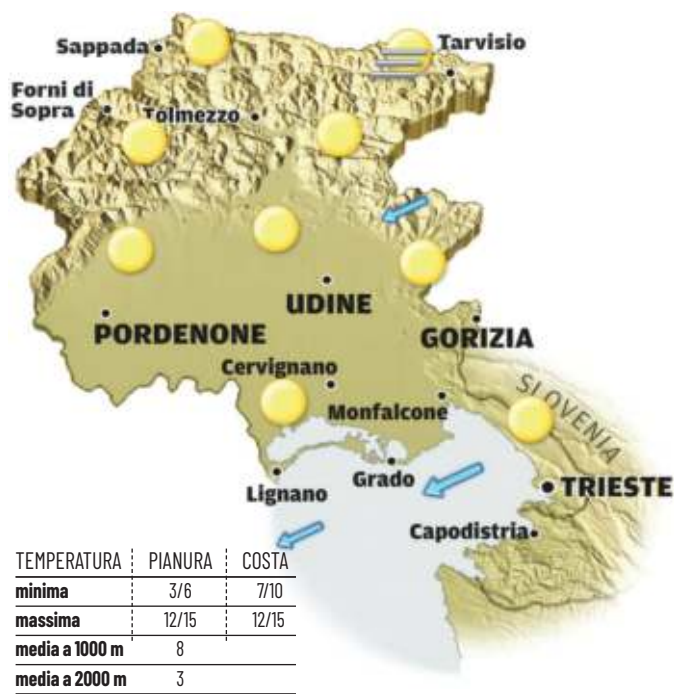 Sappada
Tarvisio
Forni di
Sopra
Tolmezzo
UDINE
PORDENONE
GORIZIA
Cervignano
SLOVENIA
Monfalcone
Grado
Lignano
TRIESTE
Capodistria
TEMPERATURA PIANURA COSTA
minima 3/6 7/10
massima 12/15 12/15
media a 1000 m 8
media a 2000 m 3